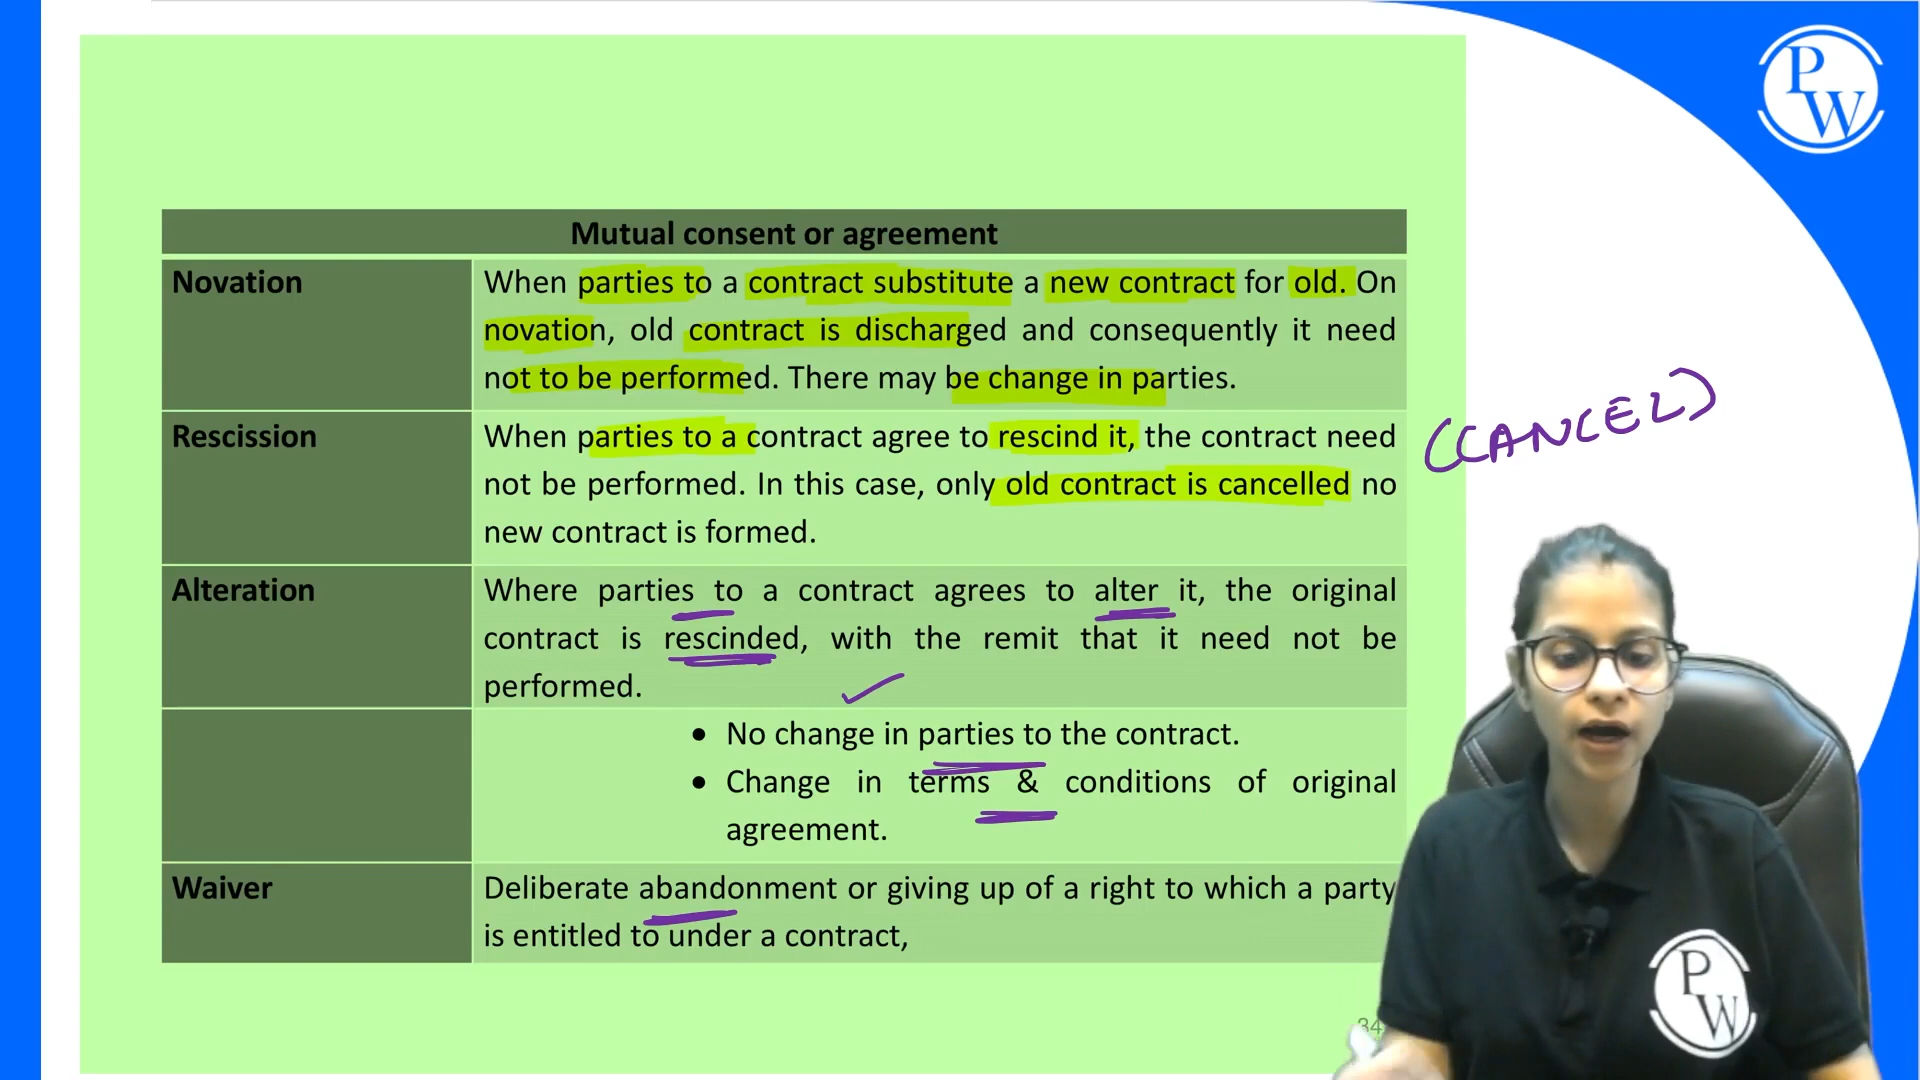 PW
Mutual consent or agreement
Novation
When parties to a contract substitute a new contract for old. On
novation, old contract is discharged and consequently it need
not to be performed. There may be change in parties.
Rescission
When parties to a contract agree to rescind it, the contract need
not be performed. In this case, only old contract is cancelled no
new contract is formed.
(CANCEL)
Alteration
Where parties to a contract agrees to alter it, the original
contract is rescinded, with the remit that it need not be
performed.
• No change in parties to the contract.
• Change in terms & conditions of original
agreement.
Waiver
Deliberate abandonment or giving up of a right to which a party
is entitled to under a contract,
PW
34